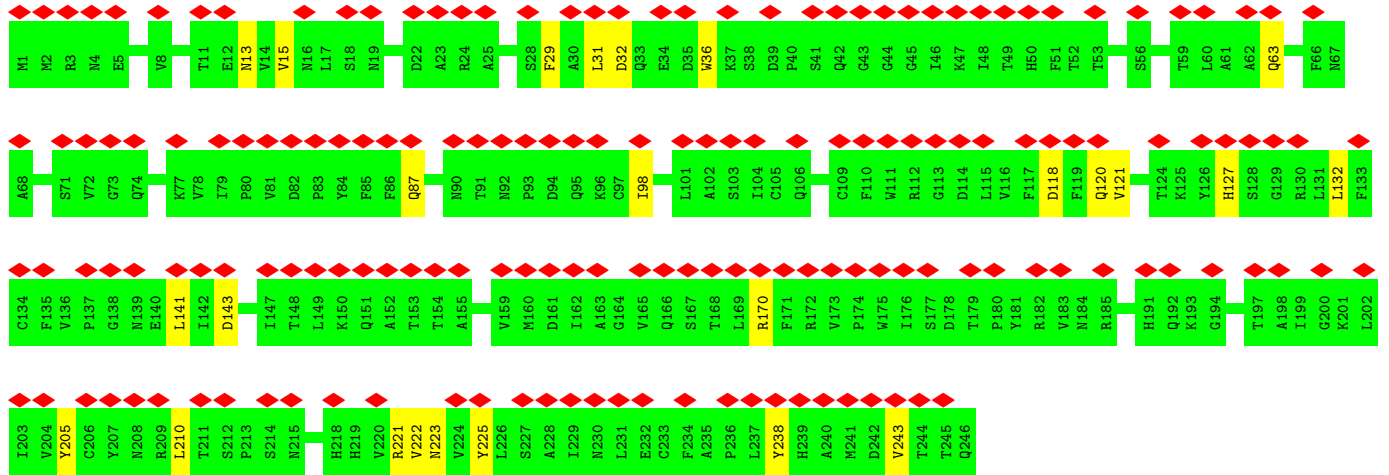 M1 M2 R3 N4 E5 V8 T11 E12 N13 V14 V15 N16 L17 S18 N19 D22 A23 R24 A25 S28 F29 A30 L31 D32 Q33 E34 D35 W36 K37 S38 D39 P40 S41 Q42 G43 G44 G45 I46 K47 I48 T49 H50 F51 T52 T53 S56 T59 L60 A61 A62 Q63 F66 N67
A68 S71 V72 G73 Q74 K77 V78 I79 P80 V81 D82 P83 Y84 F85 F86 Q87 N90 T91 N92 P93 D94 Q95 K96 C97 I98 L101 A102 S103 I104 C105 Q106 C109 F110 W111 R112 G113 D114 L115 V116 F117 D118 F119 Q120 V121 T124 K125 Y126 H127 S128 G129 R130 L131 L132 F133
C134 F135 V136 P137 G138 N139 E140 L141 I142 D143 I147 T148 L149 K150 Q151 A152 T153 T154 A155 V159 M160 D161 I162 A163 G164 V165 Q166 S167 T168 L169 R170 F171 R172 V173 P174 W175 I176 S177 D178 T179 P180 Y181 R182 V183 N184 R185 H191 Q192 K193 G194 T197 A198 I199 G200 K201 L202
I203 V204 Y205 C206 Y207 N208 R209 L210 T211 S212 P213 S214 N215 H218 H219 V220 R221 V222 N223 V224 Y225 L226 S227 A228 I229 N230 L231 E232 C233 F234 A235 P236 L237 Y238 H239 A240 M241 D242 V243 T244 T245 Q246